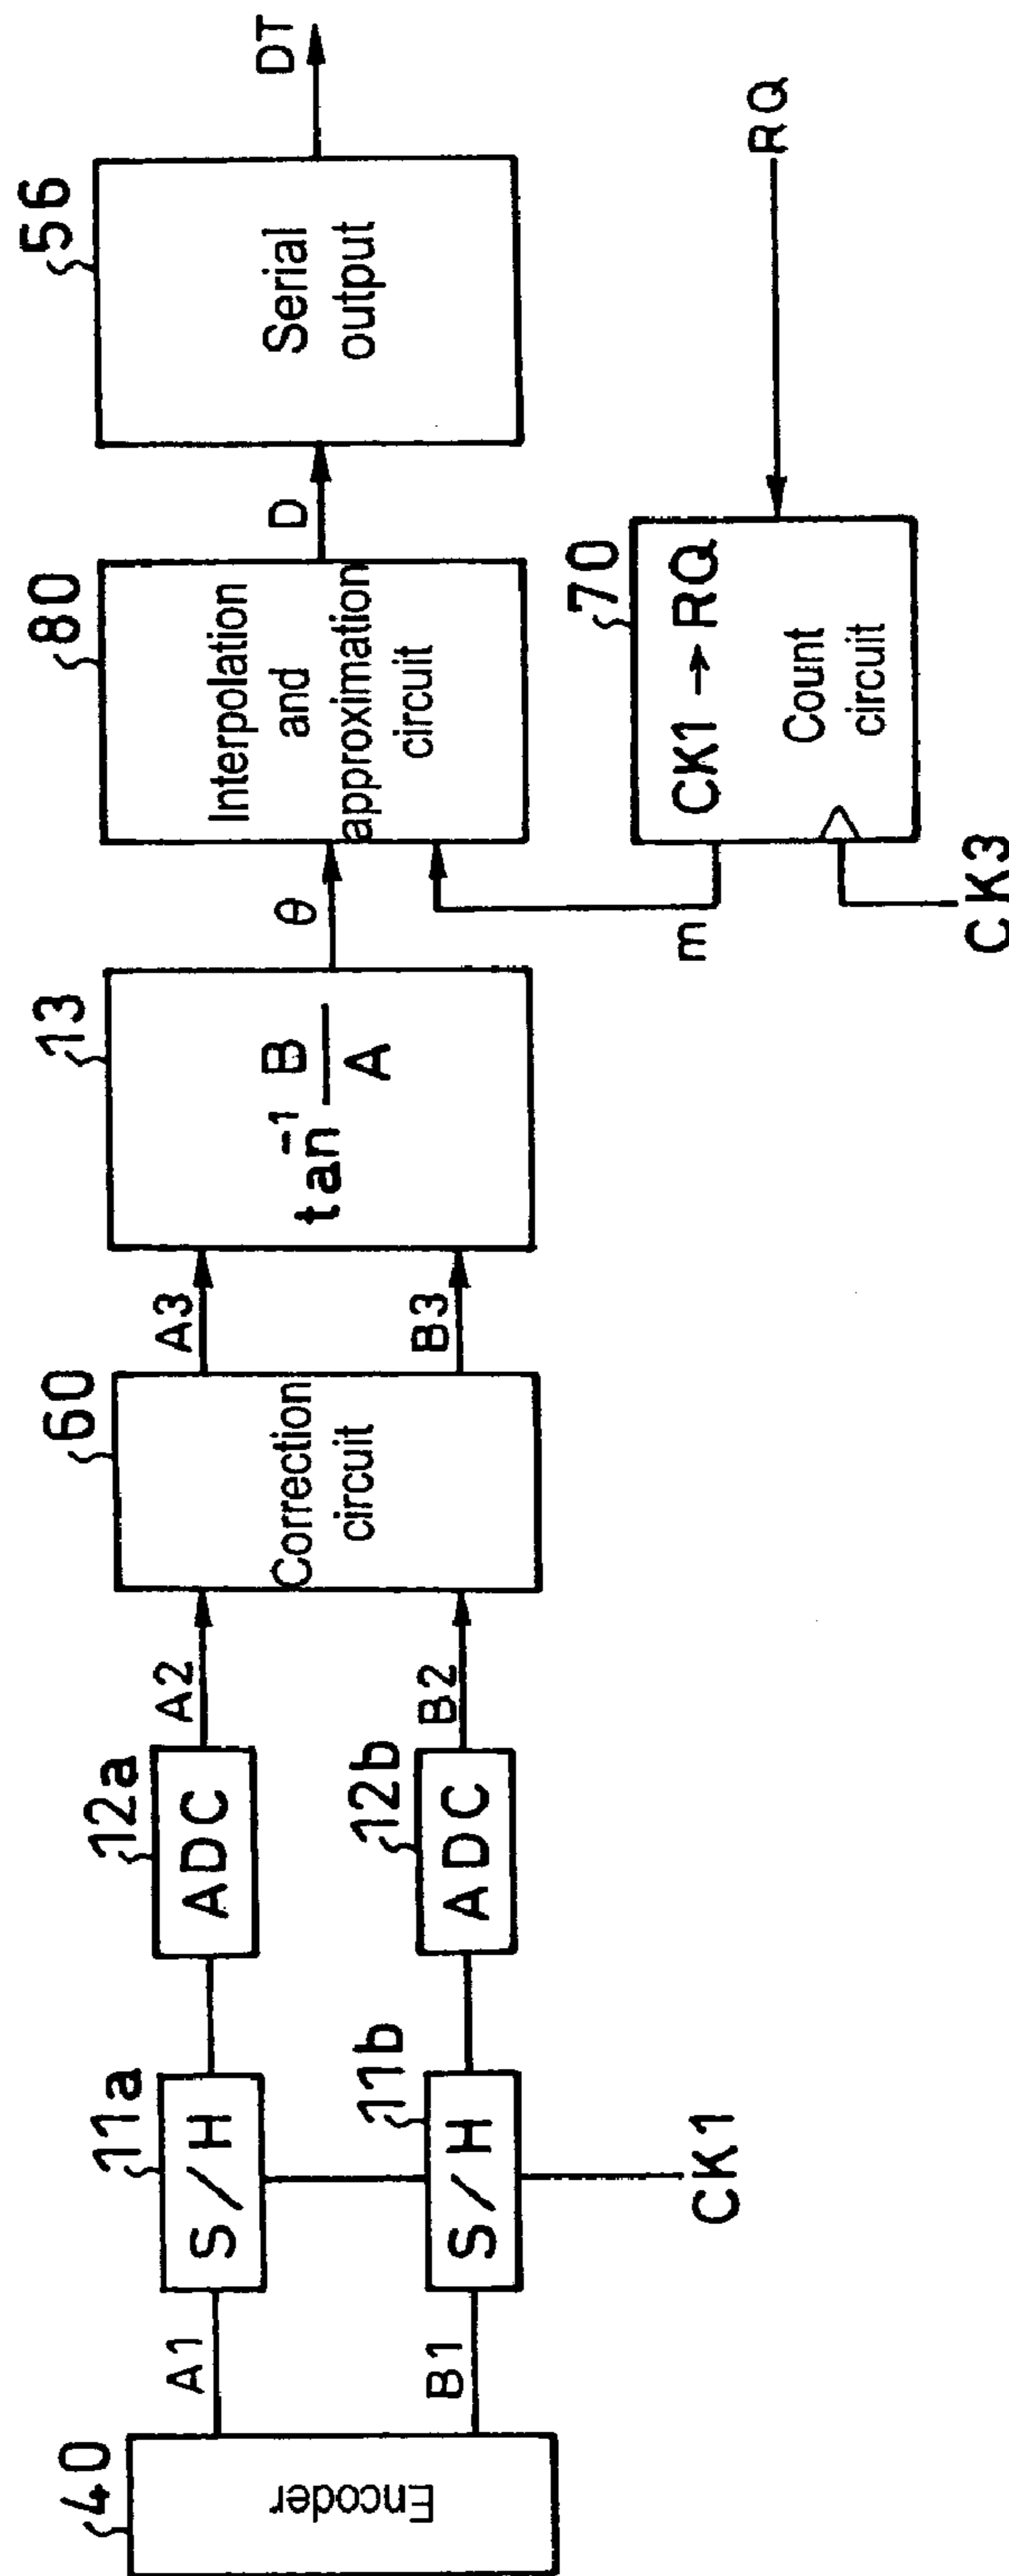 40
Encoder
A1
B1
11a
S/H
11b
S/H
CK1
12a
ADC
12b
ADC
A2
B2
60
Correction
circuit
A3
B3
13
tan⁻¹ B/A
θ
m
80
Interpolation
and
approximation
circuit
70
CK1 → RQ
Count
circuit
CK3
D
RQ
56
Serial
output
DT